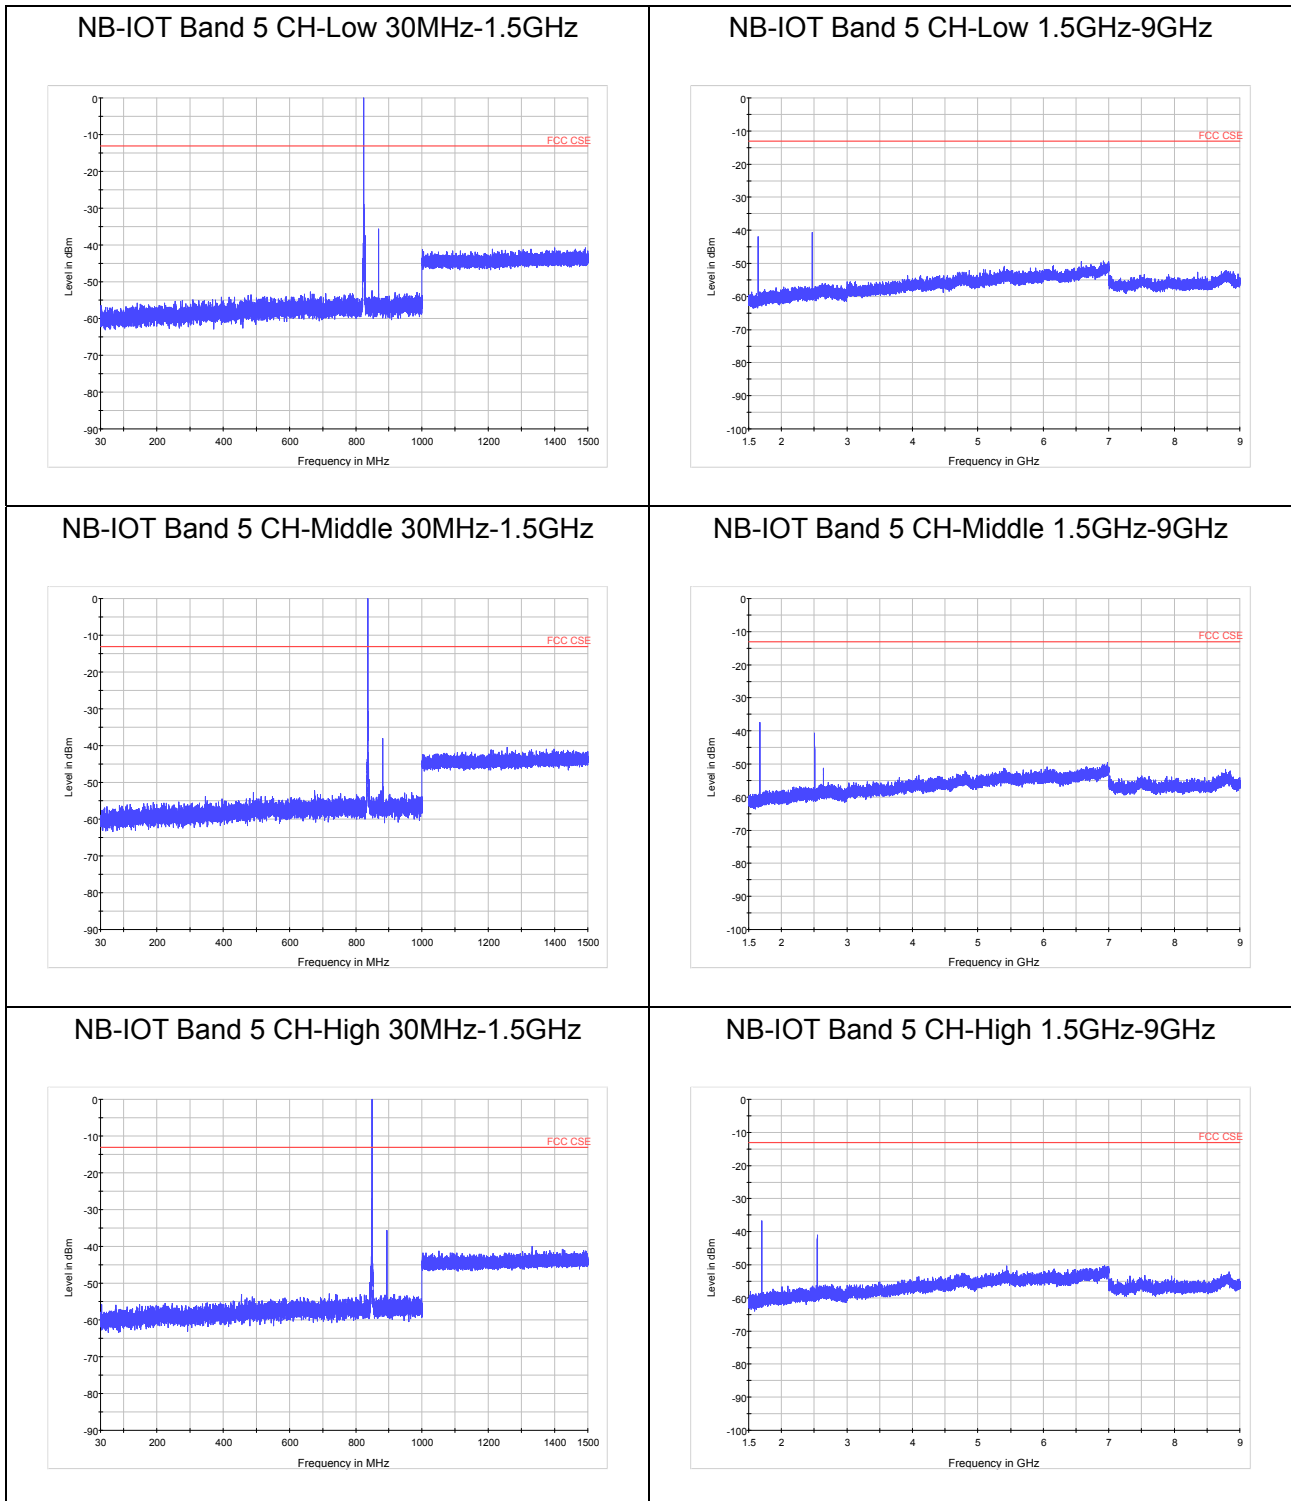 NB-IOT Band 5 CH-Low 30MHz-1.5GHz
0
-10
-20
-30
-40
-50
-60
-70
-80
-90
Level in dBm
FCC CSE
30 200 400 600 800 1000 1200 1400 1500
Frequency in MHz
NB-IOT Band 5 CH-Low 1.5GHz-9GHz
0
-10
-20
-30
-40
-50
-60
-70
-80
-90
-100
Level in dBm
FCC CSE
1.5 2 3 4 5 6 7 8 9
Frequency in GHz
NB-IOT Band 5 CH-Middle 30MHz-1.5GHz
0
-10
-20
-30
-40
-50
-60
-70
-80
-90
Level in dBm
FCC CSE
30 200 400 600 800 1000 1200 1400 1500
Frequency in MHz
NB-IOT Band 5 CH-Middle 1.5GHz-9GHz
0
-10
-20
-30
-40
-50
-60
-70
-80
-90
-100
Level in dBm
FCC CSE
1.5 2 3 4 5 6 7 8 9
Frequency in GHz
NB-IOT Band 5 CH-High 30MHz-1.5GHz
0
-10
-20
-30
-40
-50
-60
-70
-80
-90
Level in dBm
FCC CSE
30 200 400 600 800 1000 1200 1400 1500
Frequency in MHz
NB-IOT Band 5 CH-High 1.5GHz-9GHz
0
-10
-20
-30
-40
-50
-60
-70
-80
-90
-100
Level in dBm
FCC CSE
1.5 2 3 4 5 6 7 8 9
Frequency in GHz